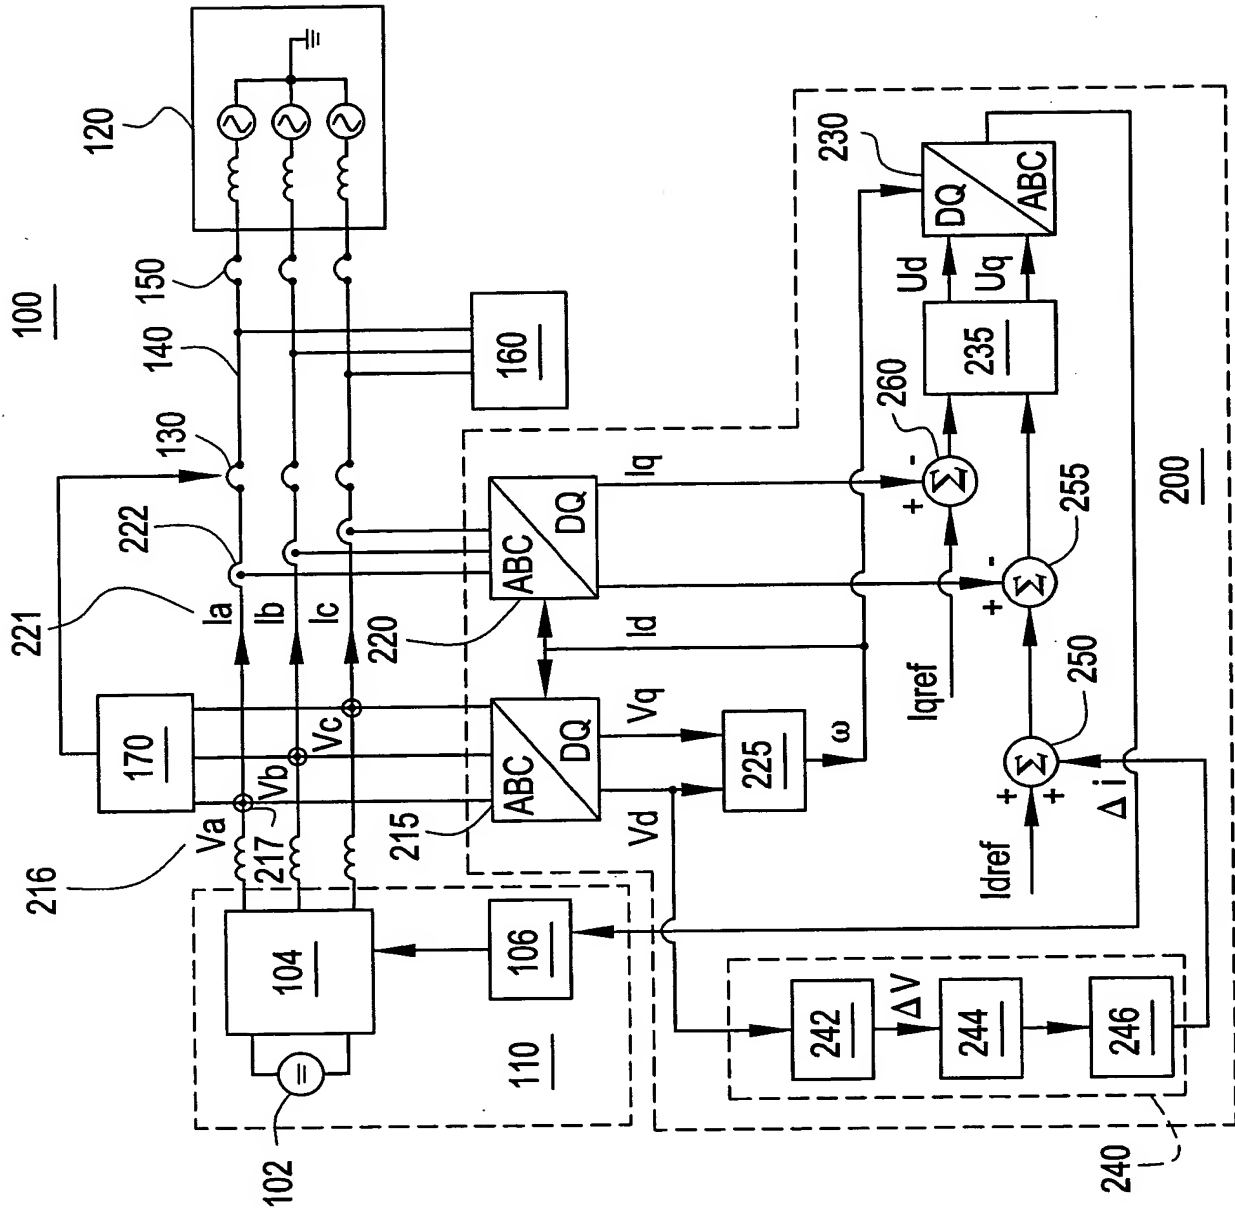 100
120
150
140
130
222
221
170
216
Va
217
Vb
Vc
Ia
Ib
Ic
104
102
106
110
160
215
ABC
DQ
220
ABC
DQ
Vd
Vq
Id
Iq
225
ω
Iqref
Idref
+
-
Σ
260
235
Ud
Uq
DQ
ABC
230
+
-
Σ
255
+
+
Σ
250
Δ i
200
242
ΔV
244
246
240
=